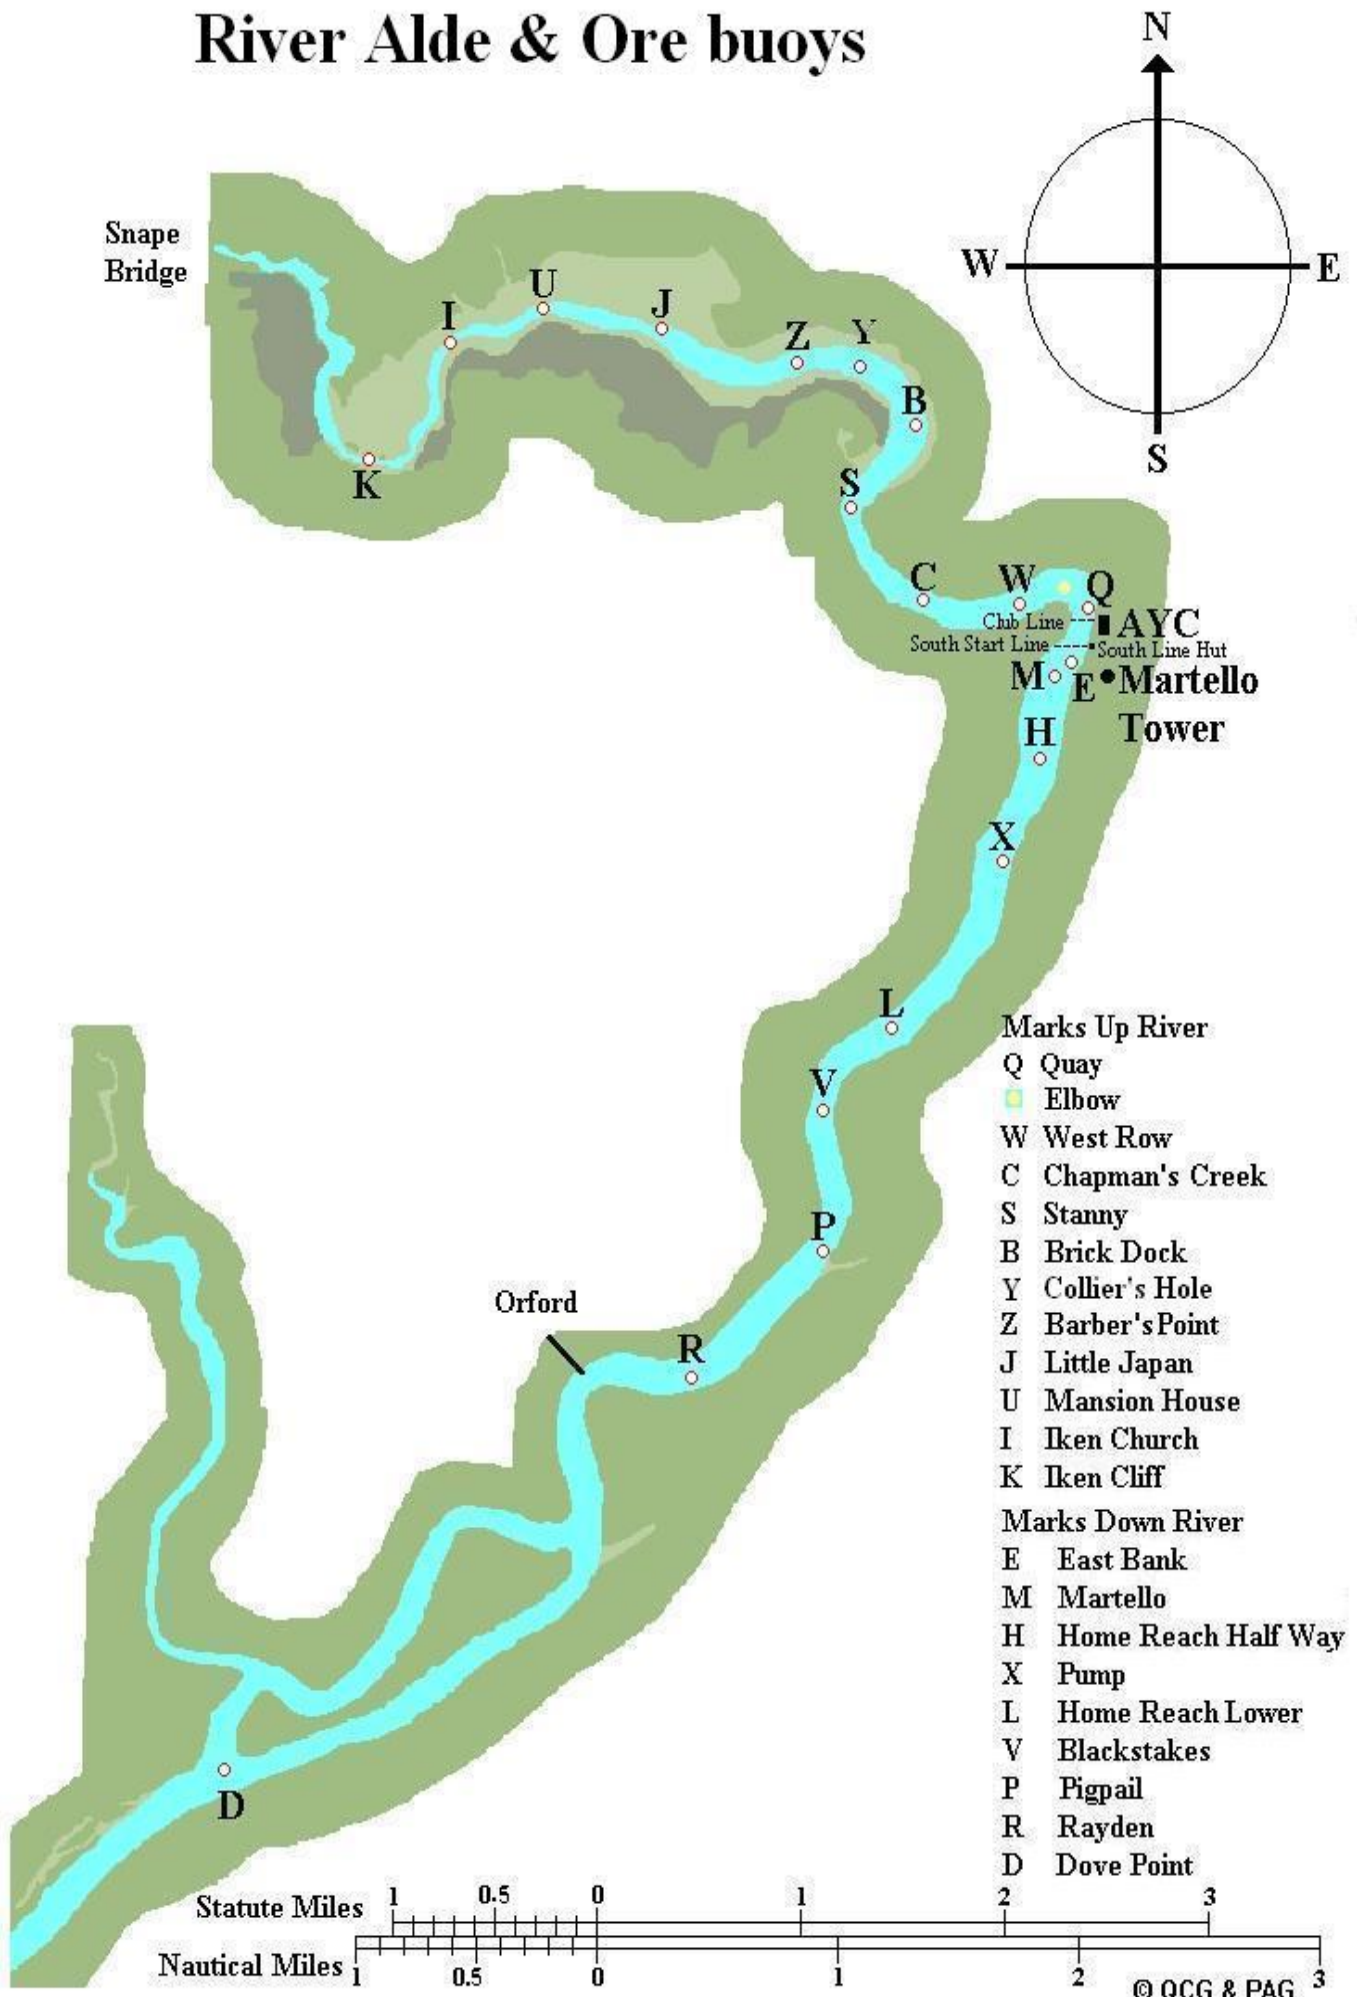 River Alde & Ore buoys
N
W
E
S
Snape
Bridge
I
U
J
Z
Y
B
K
S
C
W
Q
Club Line
AYC
South Start Line
South Line Hut
M
E
Martello
Tower
H
X
L
V
P
Orford
R
D
Marks Up River
Q Quay
Elbow
W West Row
C Chapman's Creek
S Stanny
B Brick Dock
Y Collier's Hole
Z Barber's Point
J Little Japan
U Mansion House
I Iken Church
K Iken Cliff
Marks Down River
E East Bank
M Martello
H Home Reach Half Way
X Pump
L Home Reach Lower
V Blackstakes
P Pigpail
R Rayden
D Dove Point
Statute Miles 1 0.5 0 1 2 3
Nautical Miles 1 0.5 0 1 2 3
© QCG & PAG